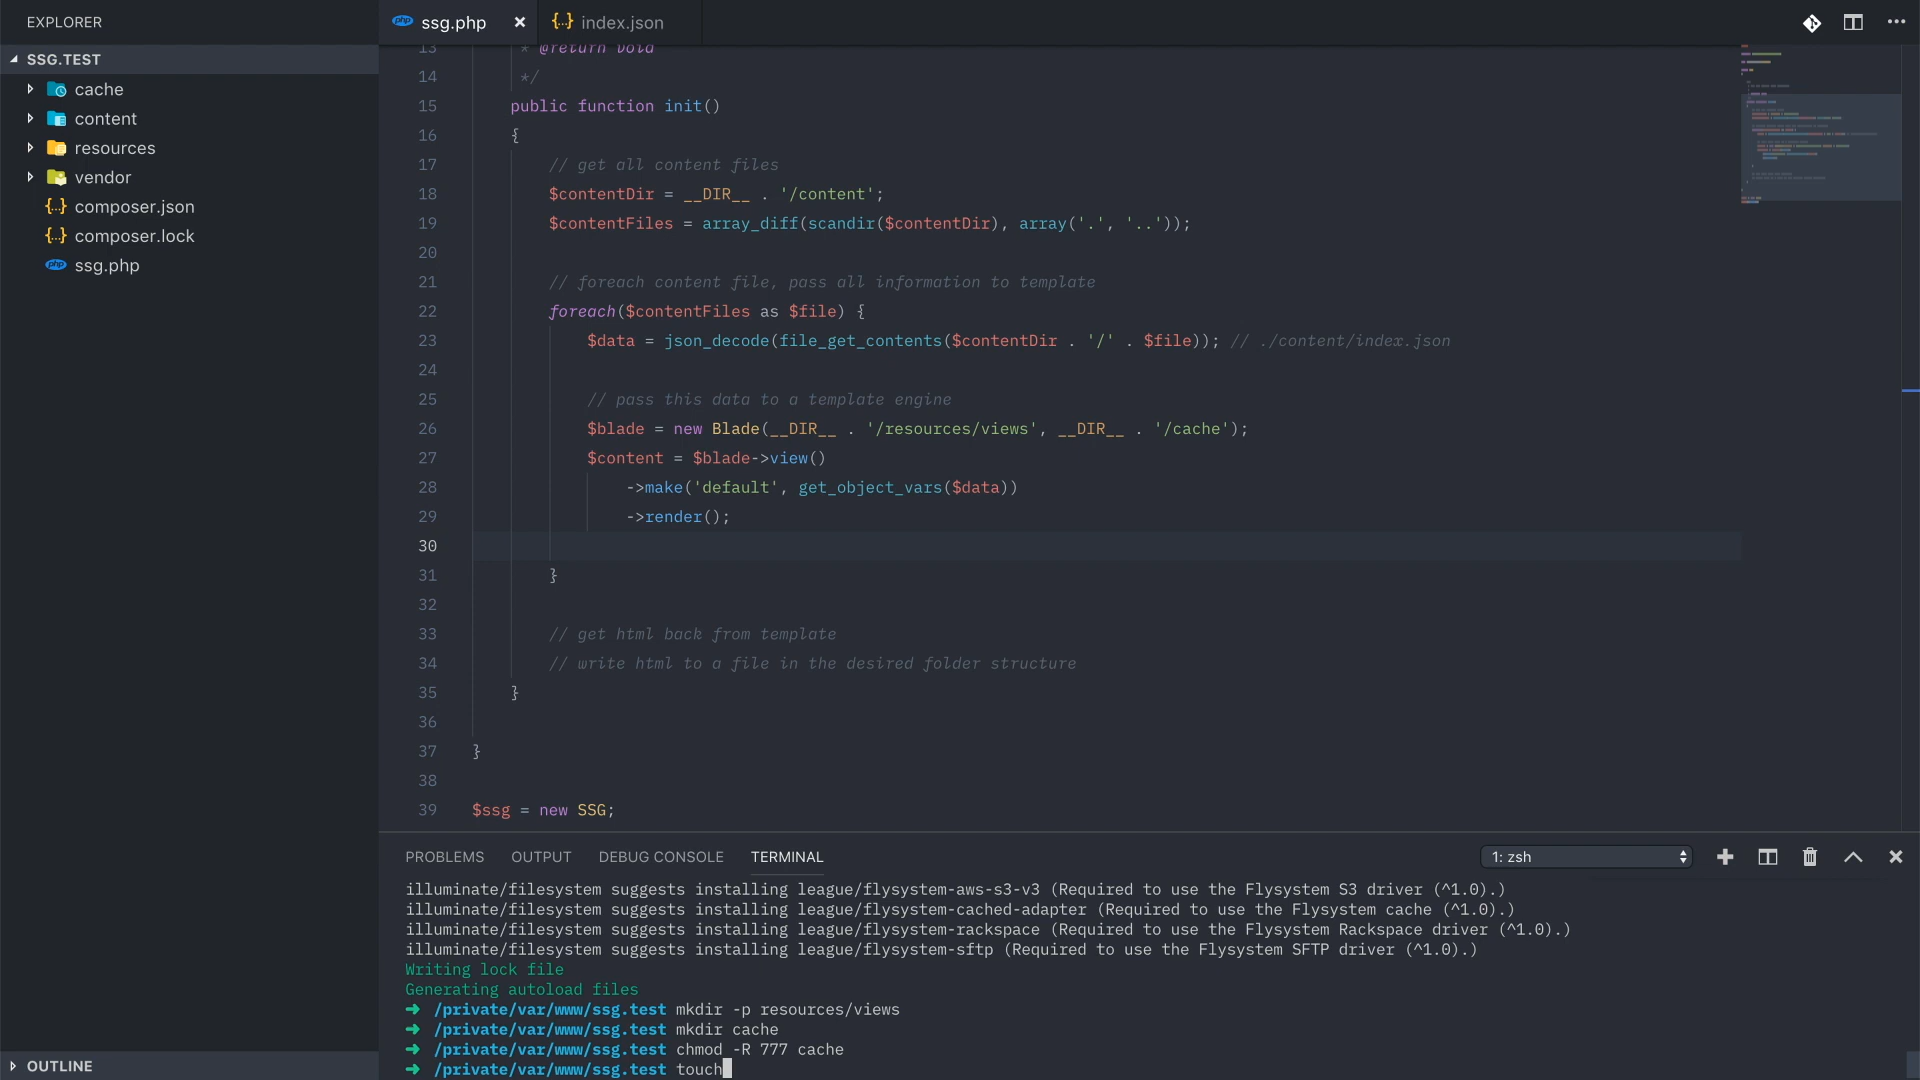 EXPLORER
SSG.TEST
cache
content
resources
vendor
{..} composer.json
{..} composer.lock
php ssg.php
OUTLINE
php ssg.php ×
{..} index.json
13 * @return void
14 */
15 public function init()
16 {
17 // get all content files
18 $contentDir = __DIR__ . '/content';
19 $contentFiles = array_diff(scandir($contentDir), array('.', '..'));
20
21 // foreach content file, pass all information to template
22 foreach($contentFiles as $file) {
23 $data = json_decode(file_get_contents($contentDir . '/' . $file)); // ./content/index.json
24
25 // pass this data to a template engine
26 $blade = new Blade(__DIR__ . '/resources/views', __DIR__ . '/cache');
27 $content = $blade->view()
28 ->make('default', get_object_vars($data))
29 ->render();
30
31 }
32
33 // get html back from template
34 // write html to a file in the desired folder structure
35 }
36
37 }
38
39 $ssg = new SSG;
PROBLEMS OUTPUT DEBUG CONSOLE TERMINAL 1: zsh
illuminate/filesystem suggests installing league/flysystem-aws-s3-v3 (Required to use the Flysystem S3 driver (^1.0).)
illuminate/filesystem suggests installing league/flysystem-cached-adapter (Required to use the Flysystem cache (^1.0).)
illuminate/filesystem suggests installing league/flysystem-rackspace (Required to use the Flysystem Rackspace driver (^1.0).)
illuminate/filesystem suggests installing league/flysystem-sftp (Required to use the Flysystem SFTP driver (^1.0).)
Writing lock file
Generating autoload files
➜ /private/var/www/ssg.test mkdir -p resources/views
➜ /private/var/www/ssg.test mkdir cache
➜ /private/var/www/ssg.test chmod -R 777 cache
➜ /private/var/www/ssg.test touch